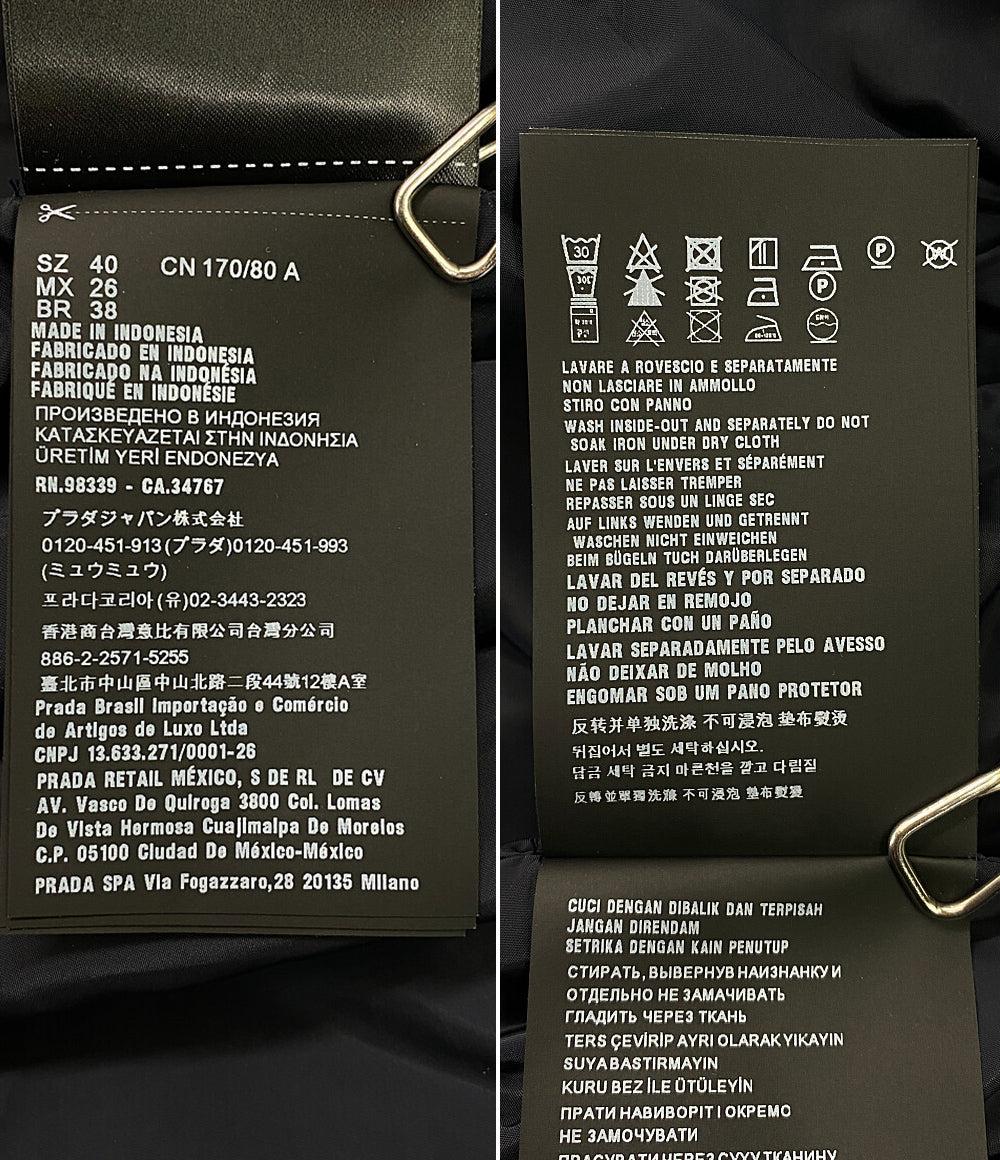 SZ 40 CN 170/80 A
MX 26
BR 38
MADE IN INDONESIA
FABRICADO EN INDONESIA
FABRICADO NA INDONÉSIA
FABRIQUÉ EN INDONÉSIE
ПРОИЗВЕДЕНО В ИНДОНЕЗИЯ
ΚΑΤΑΣΚΕΥΑΖΕΤΑΙ ΣΤΗΝ ΙΝΔΟΝΗΣΙΑ
ÜRETİM YERİ ENDONEZYA
RN.98339 - CA.34767
プラダジャパン株式会社
0120-451-913(プラダ)0120-451-993
(ミュウミュウ)
프라다코리아(유)02-3443-2323
香港商台灣意比有限公司台灣分公司
886-2-2571-5255
臺北市中山區中山北路二段44號12樓A室
Prada Brasil Importação e Comércio
de Artigos de Luxo Ltda
CNPJ 13.633.271/0001-26
PRADA RETAIL MÉXICO, S DE RL DE CV
AV. Vasco De Quiroga 3800 Col. Lomas
De Vista Hermosa Cuajimalpa De Morelos
C.P. 05100 Ciudad De México-México
PRADA SPA Via Fogazzaro,28 20135 Milano
30 P W
30C P
LAVARE A ROVESCIO E SEPARATAMENTE
NON LASCIARE IN AMMOLLO
STIRO CON PANNO
WASH INSIDE-OUT AND SEPARATELY DO NOT
SOAK IRON UNDER DRY CLOTH
LAVER SUR L'ENVERS ET SÉPARÉMENT
NE PAS LAISSER TREMPER
REPASSER SOUS UN LINGE SEC
AUF LINKS WENDEN UND GETRENNT
WASCHEN NICHT EINWEICHEN
BEIM BÜGELN TUCH DARÜBERLEGEN
LAVAR DEL REVÉS Y POR SEPARADO
NO DEJAR EN REMOJO
PLANCHAR CON UN PAÑO
LAVAR SEPARADAMENTE PELO AVESSO
NÃO DEIXAR DE MOLHO
ENGOMAR SOB UM PANO PROTETOR
反转并单独洗涤 不可浸泡 垫布熨烫
뒤집어서 별도 세탁하십시오.
담금 세탁 금지 마른천을 깔고 다림질
反轉並單獨洗滌 不可浸泡 墊布熨燙
CUCI DENGAN DIBALIK DAN TERPISAH
JANGAN DIRENDAM
SETRIKA DENGAN KAIN PENUTUP
СТИРАТЬ, ВЫВЕРНУВ НАИЗНАНКУ И
ОТДЕЛЬНО НЕ ЗАМАЧИВАТЬ
ГЛАДИТЬ ЧЕРЕЗ ТКАНЬ
TERS ÇEVİRİP AYRI OLARAK YIKAYIN
SUYA BASTIRMAYIN
KURU BEZ İLE ÜTÜLEYİN
ПРАТИ НАВИВОРІТ І ОКРЕМО
НЕ ЗАМОЧУВАТИ
ПРАСУВАТИ ЧЕРЕЗ СУХУ ТКАНИНУ